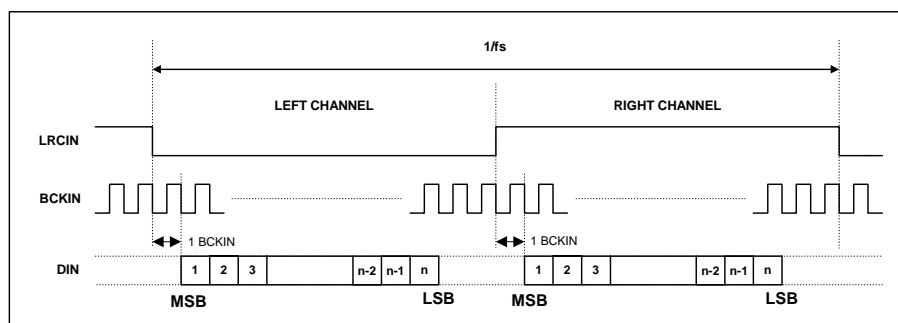 1/fs
LEFT CHANNEL
RIGHT CHANNEL
LRCIN
BCKIN
1 BCKIN
1 BCKIN
DIN
1 2 3 n-2 n-1 n
1 2 3 n-2 n-1 n
MSB
LSB
MSB
LSB